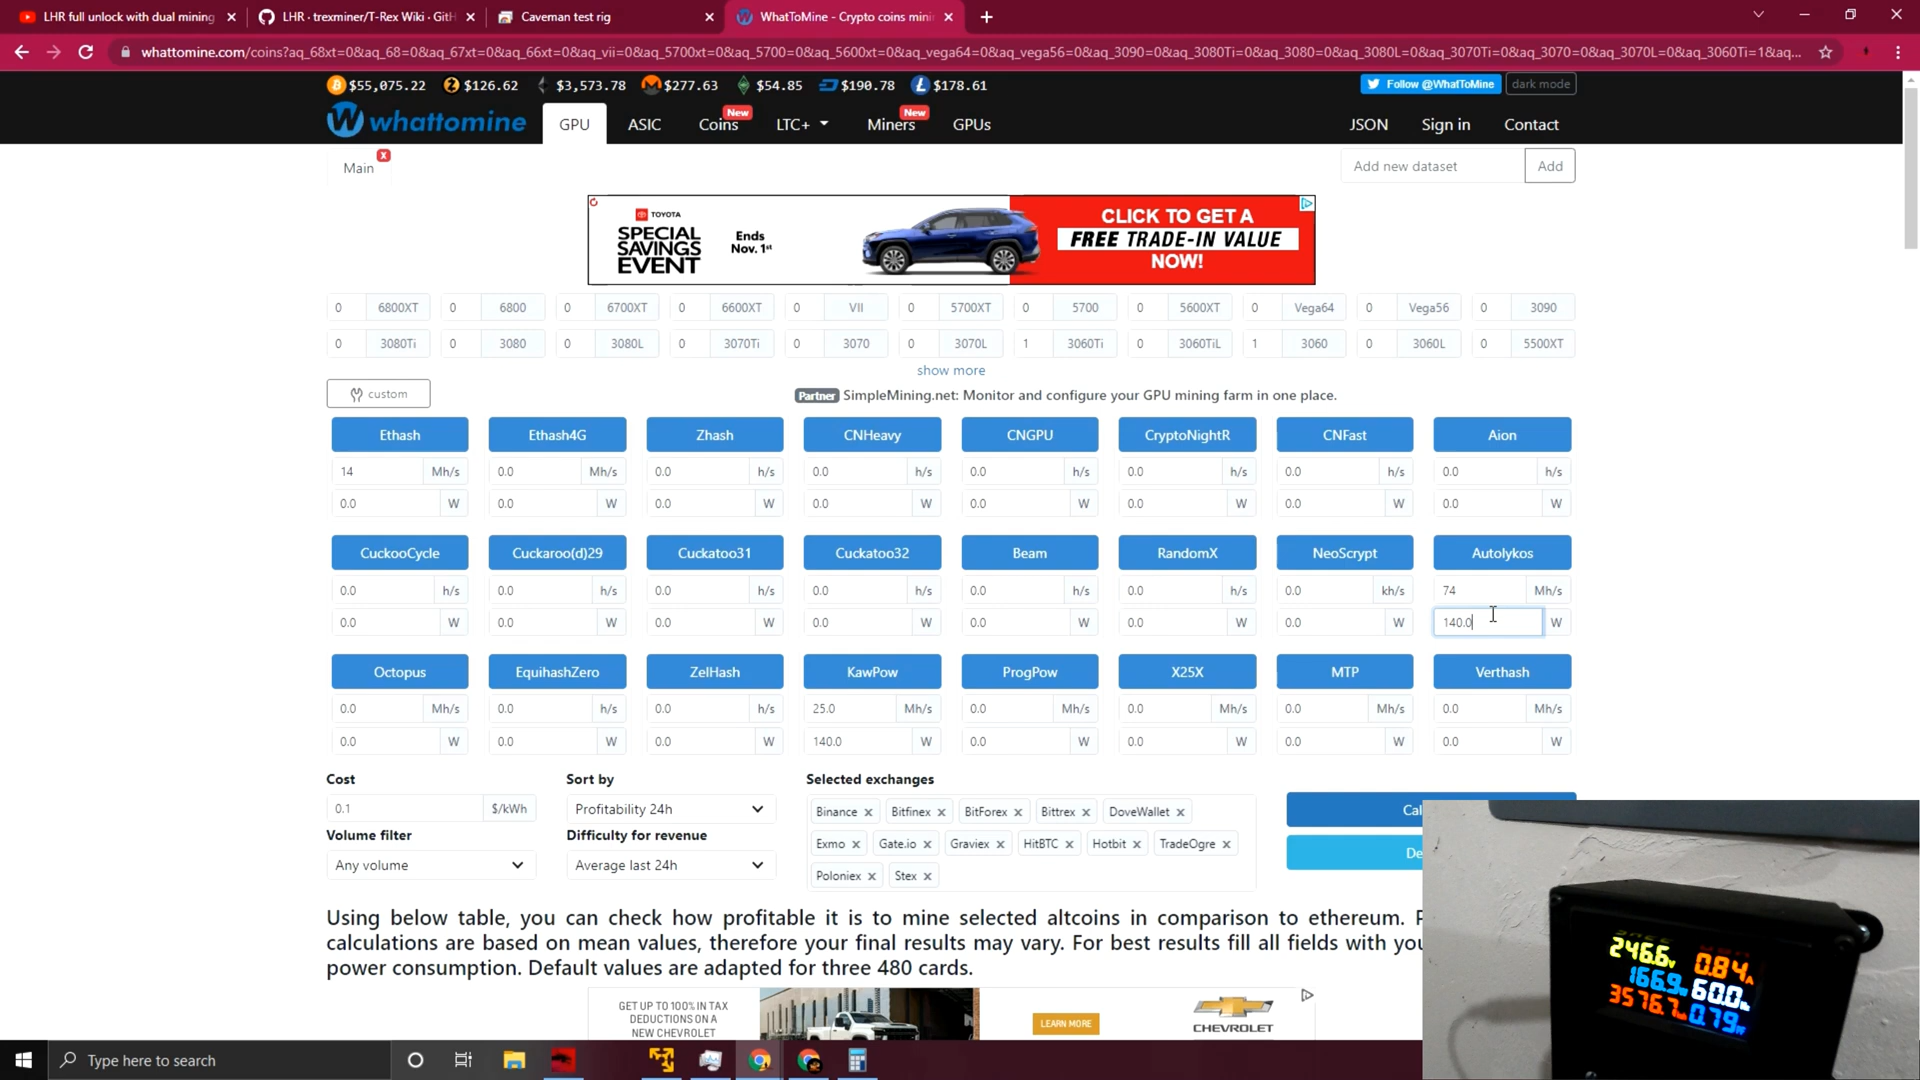 LHR full unlock with dual mining
LHR · trexminer/T-Rex Wiki · GitH
Caveman test rig
WhatToMine - Crypto coins mini
whattomine.com/coins?aq_68xt=0&aq_68=0&aq_67xt=0&aq_66xt=0&aq_vii=0&aq_5700xt=0&aq_5700=0&aq_5600xt=0&aq_vega64=0&aq_vega56=0&aq_3090=0&aq_3080Ti=0&aq_3080=0&aq_3080L=0&aq_3070Ti=0&aq_3070=0&aq_3070L=0&aq_3060Ti=1&aq...
$55,075.22 $126.62 $3,573.78 $277.63 $54.85 $190.78 $178.61
Follow @WhatToMine dark mode
whattomine GPU ASIC Coins New LTC+ Miners New GPUs JSON Sign in Contact
Main x Add new dataset Add
TOYOTA
SPECIAL SAVINGS EVENT
Ends Nov. 1st
CLICK TO GET A
FREE TRADE-IN VALUE
NOW!
0 6800XT 0 6800 0 6700XT 0 6600XT 0 VII 0 5700XT 0 5700 0 5600XT 0 Vega64 0 Vega56 0 3090
0 3080Ti 0 3080 0 3080L 0 3070Ti 0 3070 0 3070L 1 3060Ti 0 3060TiL 1 3060 0 3060L 0 5500XT
show more
custom
Partner SimpleMining.net: Monitor and configure your GPU mining farm in one place.
Ethash Ethash4G Zhash CNHeavy CNGPU CryptoNightR CNFast Aion
14 Mh/s 0.0 Mh/s 0.0 h/s 0.0 h/s 0.0 h/s 0.0 h/s 0.0 h/s 0.0 h/s
0.0 W 0.0 W 0.0 W 0.0 W 0.0 W 0.0 W 0.0 W 0.0 W
CuckooCycle Cuckaroo(d)29 Cuckatoo31 Cuckatoo32 Beam RandomX NeoScrypt Autolykos
0.0 h/s 0.0 h/s 0.0 h/s 0.0 h/s 0.0 h/s 0.0 h/s 0.0 kh/s 74 Mh/s
0.0 W 0.0 W 0.0 W 0.0 W 0.0 W 0.0 W 0.0 W 140.0 W
Octopus EquihashZero ZelHash KawPow ProgPow X25X MTP Verthash
0.0 Mh/s 0.0 h/s 0.0 h/s 25.0 Mh/s 0.0 Mh/s 0.0 Mh/s 0.0 Mh/s 0.0 Mh/s
0.0 W 0.0 W 0.0 W 140.0 W 0.0 W 0.0 W 0.0 W 0.0 W
Cost Sort by Selected exchanges
0.1 $/kWh Profitability 24h Binance × Bitfinex × BitForex × Bittrex × DoveWallet ×
Cal
Volume filter Difficulty for revenue
Exmo × Gate.io × Graviex × HitBTC × Hotbit × TradeOgre ×
De
Any volume Average last 24h Poloniex × Stex ×
Using below table, you can check how profitable it is to mine selected altcoins in comparison to ethereum. P
calculations are based on mean values, therefore your final results may vary. For best results fill all fields with you
power consumption. Default values are adapted for three 480 cards.
GET UP TO 100% IN TAX
DEDUCTIONS ON A
NEW CHEVROLET
LEARN MORE
CHEVROLET
246.6 0.84
166.9 60.0
3576.7 0.79
Type here to search